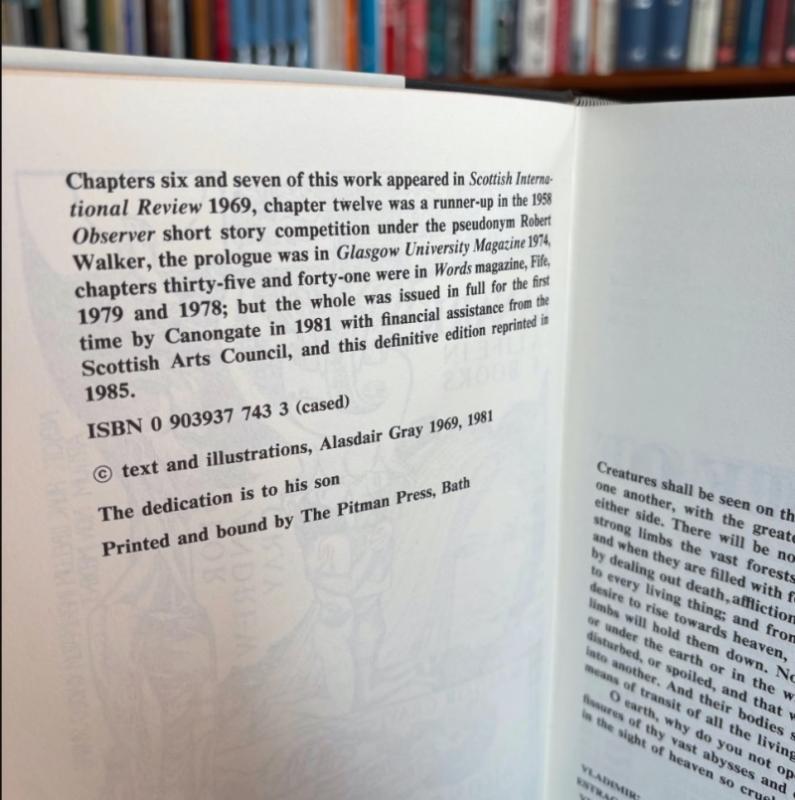 Chapters six and seven of this work appeared in Scottish Interna-
tional Review 1969, chapter twelve was a runner-up in the 1958
Observer short story competition under the pseudonym Robert
Walker, the prologue was in Glasgow University Magazine 1974,
chapters thirty-five and forty-one were in Words magazine, Fife,
1979 and 1978; but the whole was issued in full for the first
time by Canongate in 1981 with financial assistance from the
Scottish Arts Council, and this definitive edition reprinted in
1985.
ISBN 0 903937 743 3 (cased)
© text and illustrations, Alasdair Gray 1969, 1981
The dedication is to his son
Printed and bound by The Pitman Press, Bath
Creatures shall be seen on th
one another, with the greate
either side. There will be no
strong limbs the vast forests
and when they are filled with f
by dealing out death, affliction
to every living thing; and from
desire to rise towards heaven,
limbs will hold them down. No
or under the earth or in the w
disturbed, or spoiled, and that w
into another. And their bodies s
means of transit of all the living
O earth, why do you not op
fissures of thy vast abysses and
in the sight of heaven so cruel
VLADIMIR: